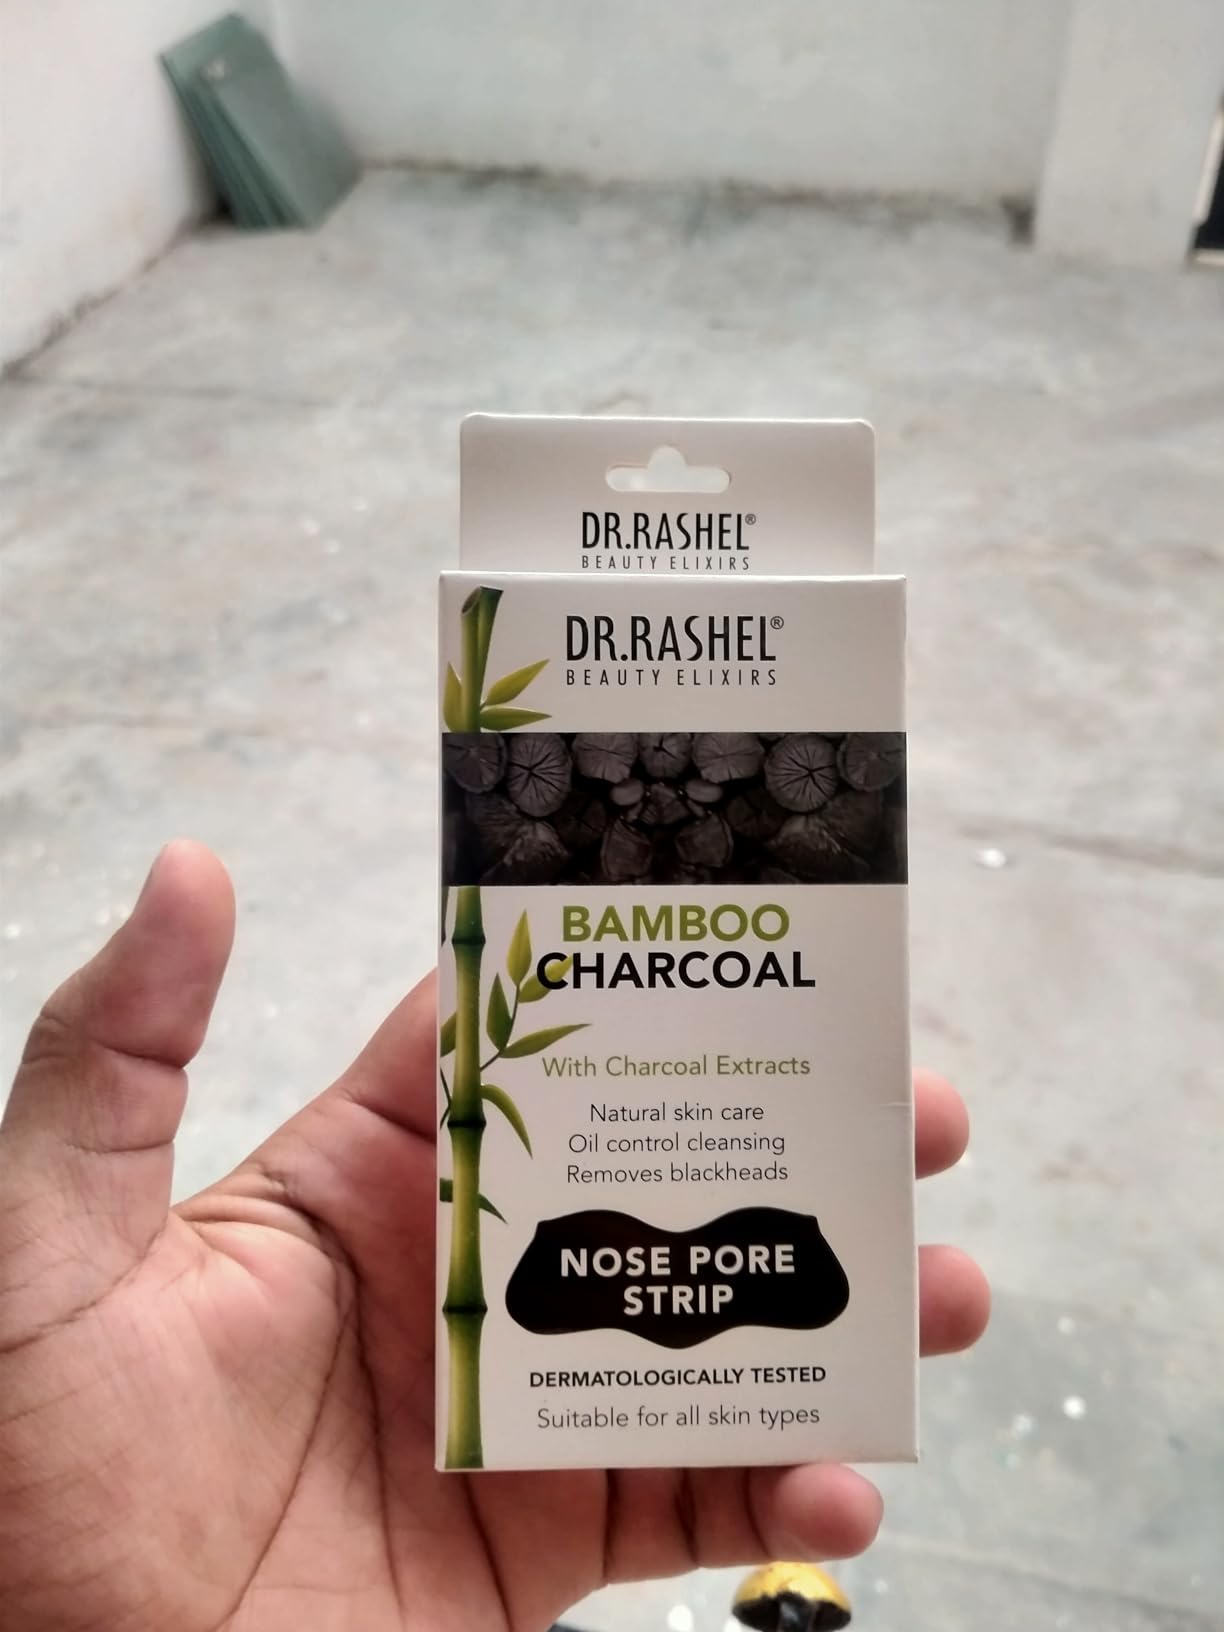 DR.RASHEL®
BEAUTY ELIXIRS
DR.RASHEL®
BEAUTY ELIXIRS
BAMBOO
CHARCOAL
With Charcoal Extracts
Natural skin care
Oil control cleansing
Removes blackheads
NOSE PORE
STRIP
DERMATOLOGICALLY TESTED
Suitable for all skin types